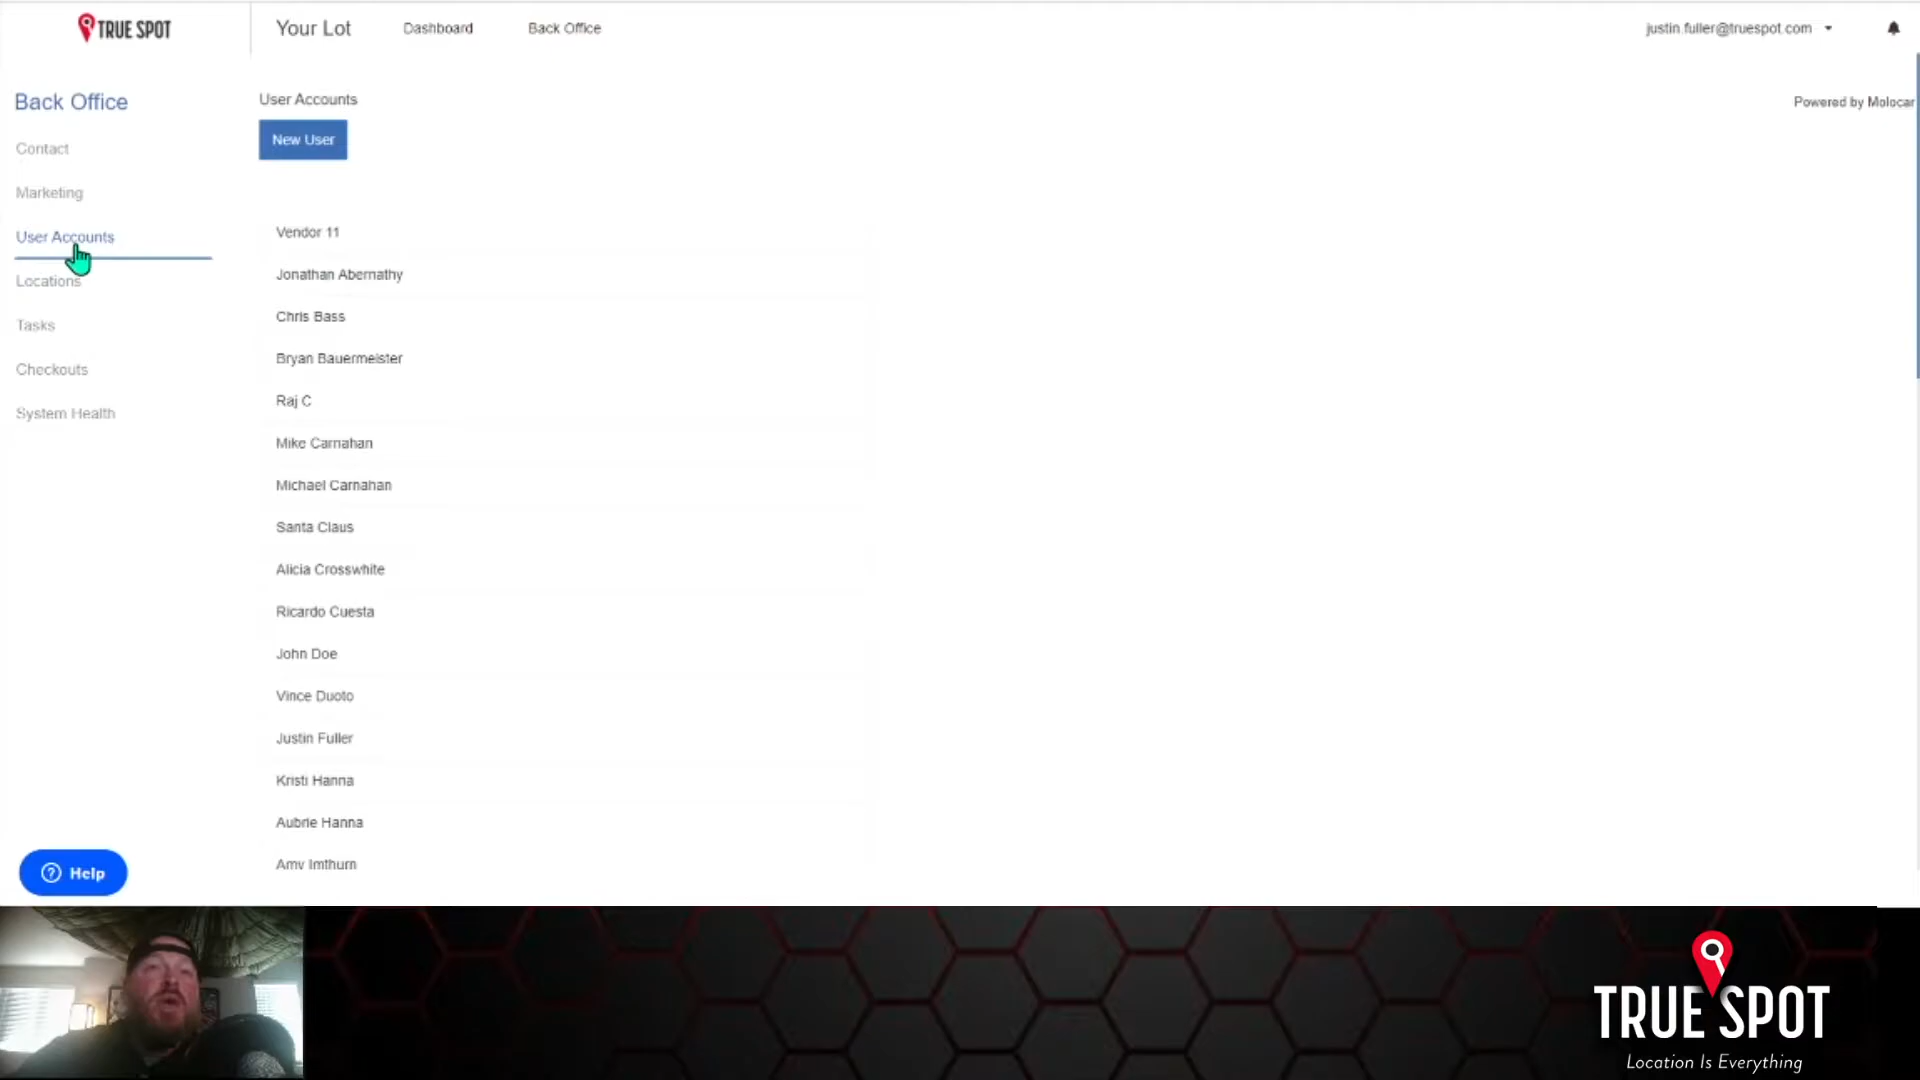 TRUE SPOT
Your Lot
Dashboard
Back Office
justin.fuller@truespot.com
Back Office
Contact
Marketing
User Accounts
Locations
Tasks
Checkouts
System Health
User Accounts
Powered by Molocar
New User
Vendor 11
Jonathan Abernathy
Chris Bass
Bryan Bauermeister
Raj C
Mike Carnahan
Michael Carnahan
Santa Claus
Alicia Crosswhite
Ricardo Cuesta
John Doe
Vince Duoto
Justin Fuller
Kristi Hanna
Aubrie Hanna
Amy Imthurn
? Help
TRUE SPOT
Location Is Everything